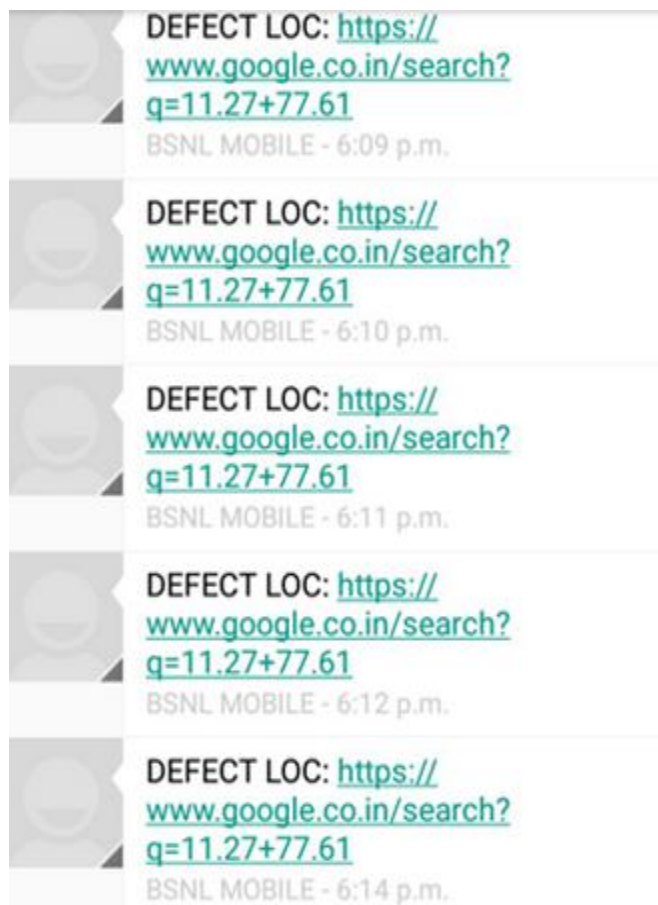 DEFECT LOC: https://
www.google.co.in/search?
q=11.27+77.61
BSNL MOBILE - 6:09 p.m.
DEFECT LOC: https://
www.google.co.in/search?
q=11.27+77.61
BSNL MOBILE - 6:10 p.m.
DEFECT LOC: https://
www.google.co.in/search?
q=11.27+77.61
BSNL MOBILE - 6:11 p.m.
DEFECT LOC: https://
www.google.co.in/search?
q=11.27+77.61
BSNL MOBILE - 6:12 p.m.
DEFECT LOC: https://
www.google.co.in/search?
q=11.27+77.61
BSNL MOBILE - 6:14 p.m.